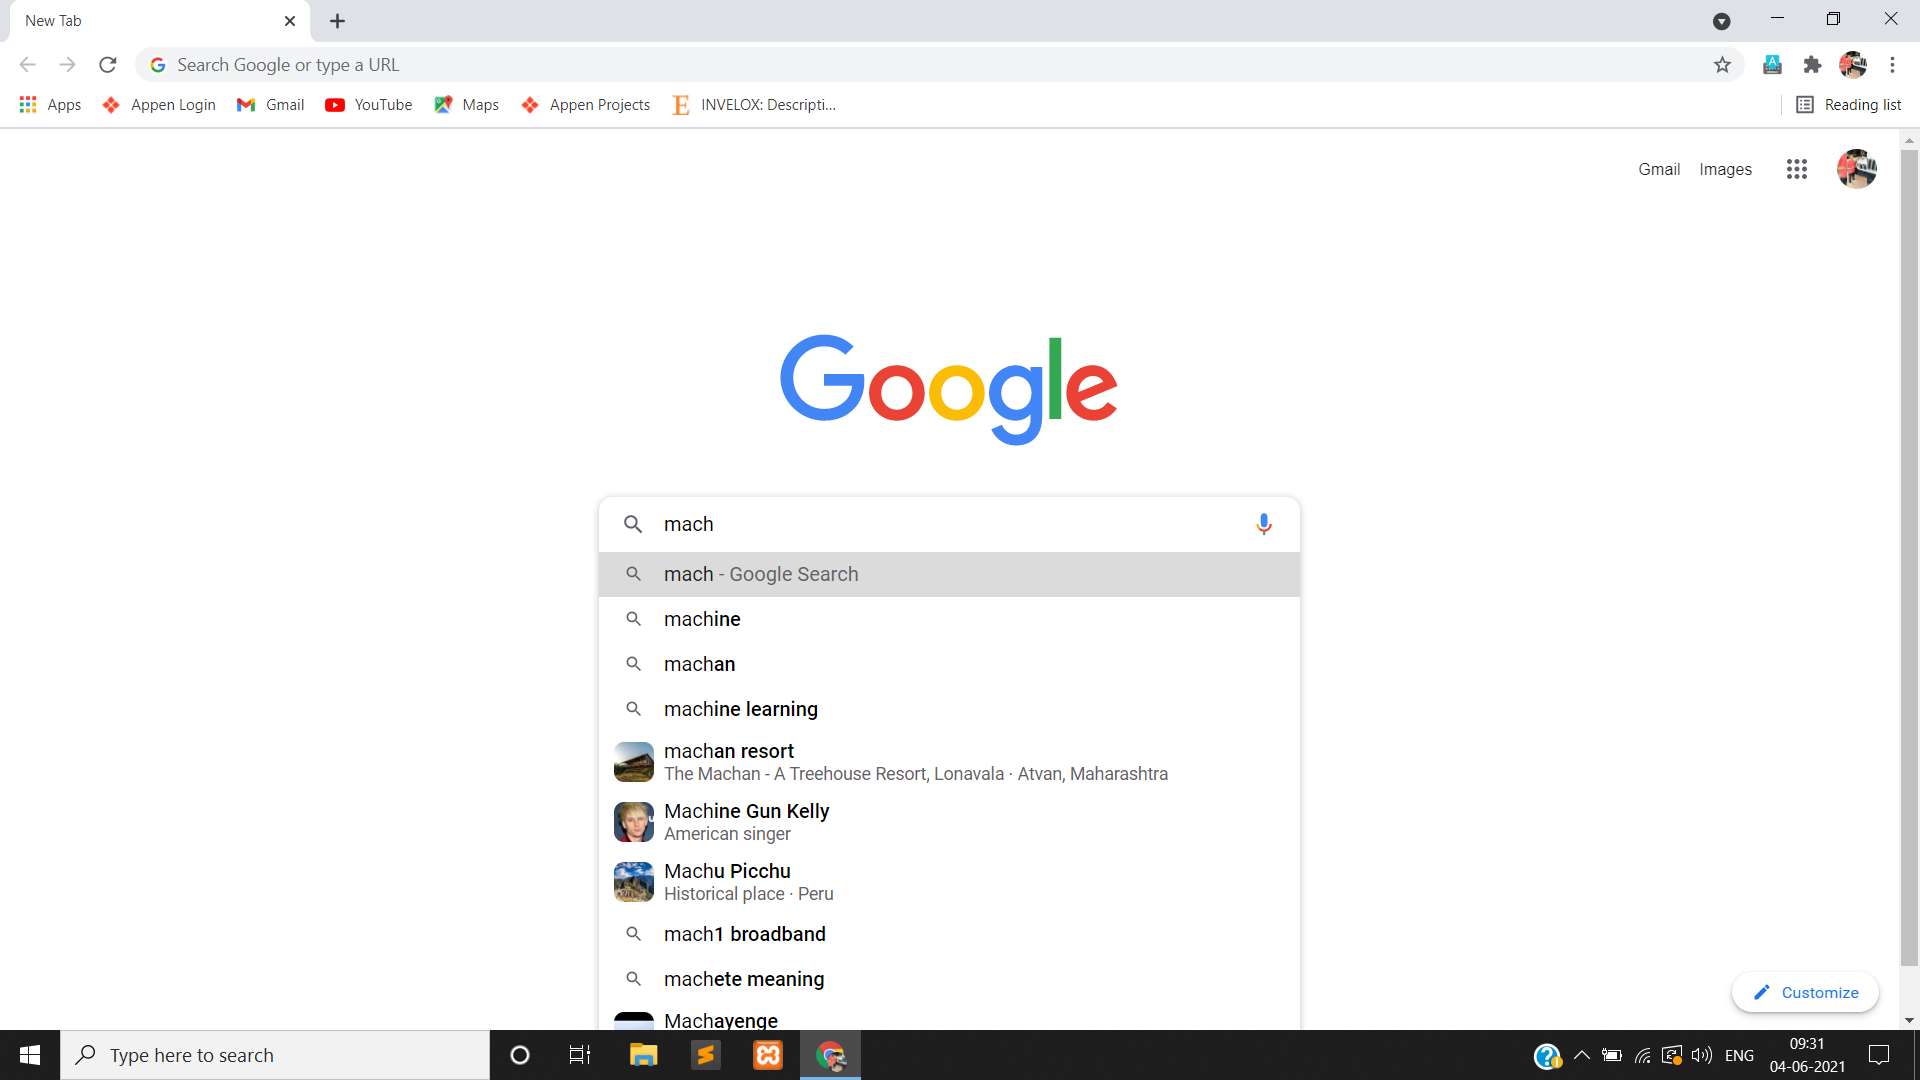 New Tab
Search Google or type a URL
Apps Appen Login Gmail YouTube Maps Appen Projects INVELOX: Descripti... Reading list
Gmail Images
Google
mach
mach - Google Search
machine
machan
machine learning
machan resort
The Machan - A Treehouse Resort, Lonavala · Atvan, Maharashtra
Machine Gun Kelly
American singer
Machu Picchu
Historical place · Peru
mach1 broadband
machete meaning
Customize
Machayenge
Type here to search
ENG
09:31
04-06-2021